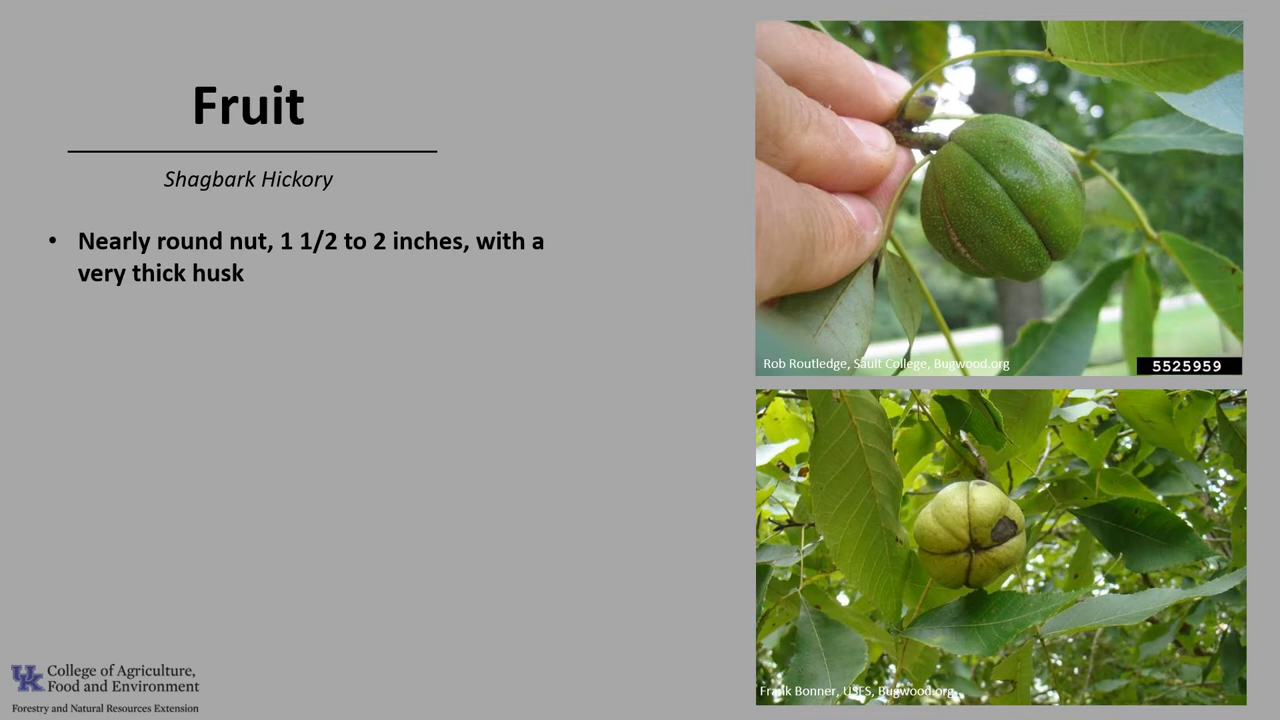 Fruit
Shagbark Hickory
• Nearly round nut, 1 1/2 to 2 inches, with a
very thick husk
Rob Routledge, Sault College, Bugwood.org
5525959
Frank Bonner, USFS, Bugwood.org
UK College of Agriculture,
Food and Environment
Forestry and Natural Resources Extension